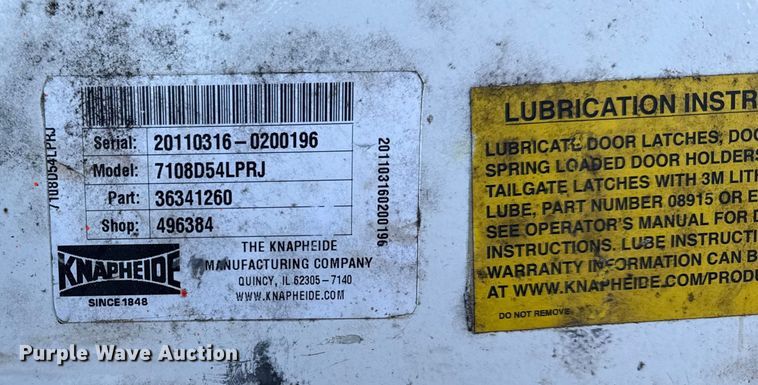 7108D54LPRJ
Serial: 20110316-0200196
Model: 7108D54LPRJ
Part: 36341260
Shop: 496384
201103160200196
KNAPHEIDE
SINCE 1848
THE KNAPHEIDE
MANUFACTURING COMPANY
QUINCY, IL 62305-7140
WWW.KNAPHEIDE.COM
LUBRICATION INSTR
LUBRICATE DOOR LATCHES, DOO
SPRING LOADED DOOR HOLDERS
TAILGATE LATCHES WITH 3M LITH
LUBE, PART NUMBER 08915 OR E
SEE OPERATOR'S MANUAL FOR D
INSTRUCTIONS. LUBE INSTRUCTI
WARRANTY INFORMATION CAN B
AT WWW.KNAPHEIDE.COM/PRODU
DO NOT REMOVE
Purple Wave Auction